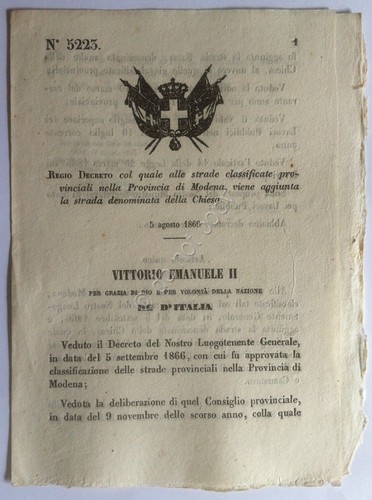 N° 5223. 1
REGIO DECRETO col quale alle strade classificate pro-
vinciali nella Provincia di Modena, viene aggiunta
la strada denominata della Chiesa.
5 agosto 1866
VITTORIO EMANUELE II
PER GRAZIA DI DIO E PER VOLONTÀ DELLA NAZIONE
RE D'ITALIA
Veduto il Decreto del Nostro Luogotenente Generale,
in data del 5 settembre 1866, con cui fu approvata la
classificazione delle strade provinciali nella Provincia di
Modena;
Veduta la deliberazione di quel Consiglio provinciale,
in data del 9 novembre dello scorso anno, colla quale